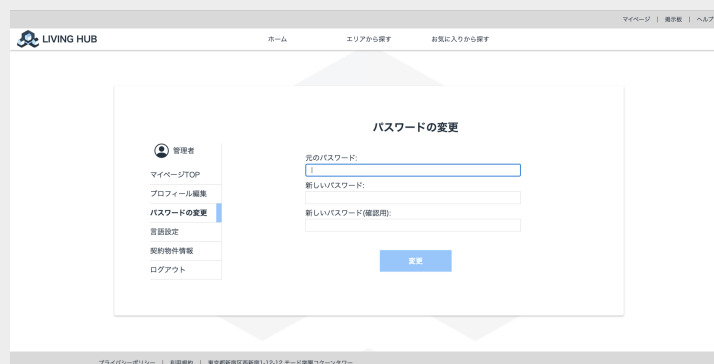 マイページ | 掲示板 | ヘルプ
LIVING HUB
ホーム
エリアから探す
お気に入りから探す
パスワードの変更
管理者
マイページTOP
プロフィール編集
パスワードの変更
言語設定
契約物件情報
ログアウト
元のパスワード:
新しいパスワード:
新しいパスワード(確認用):
変更
プライバシーポリシー | 利用規約 | 東京都新宿区西新宿1-12-12 モード学園コクーンタワー